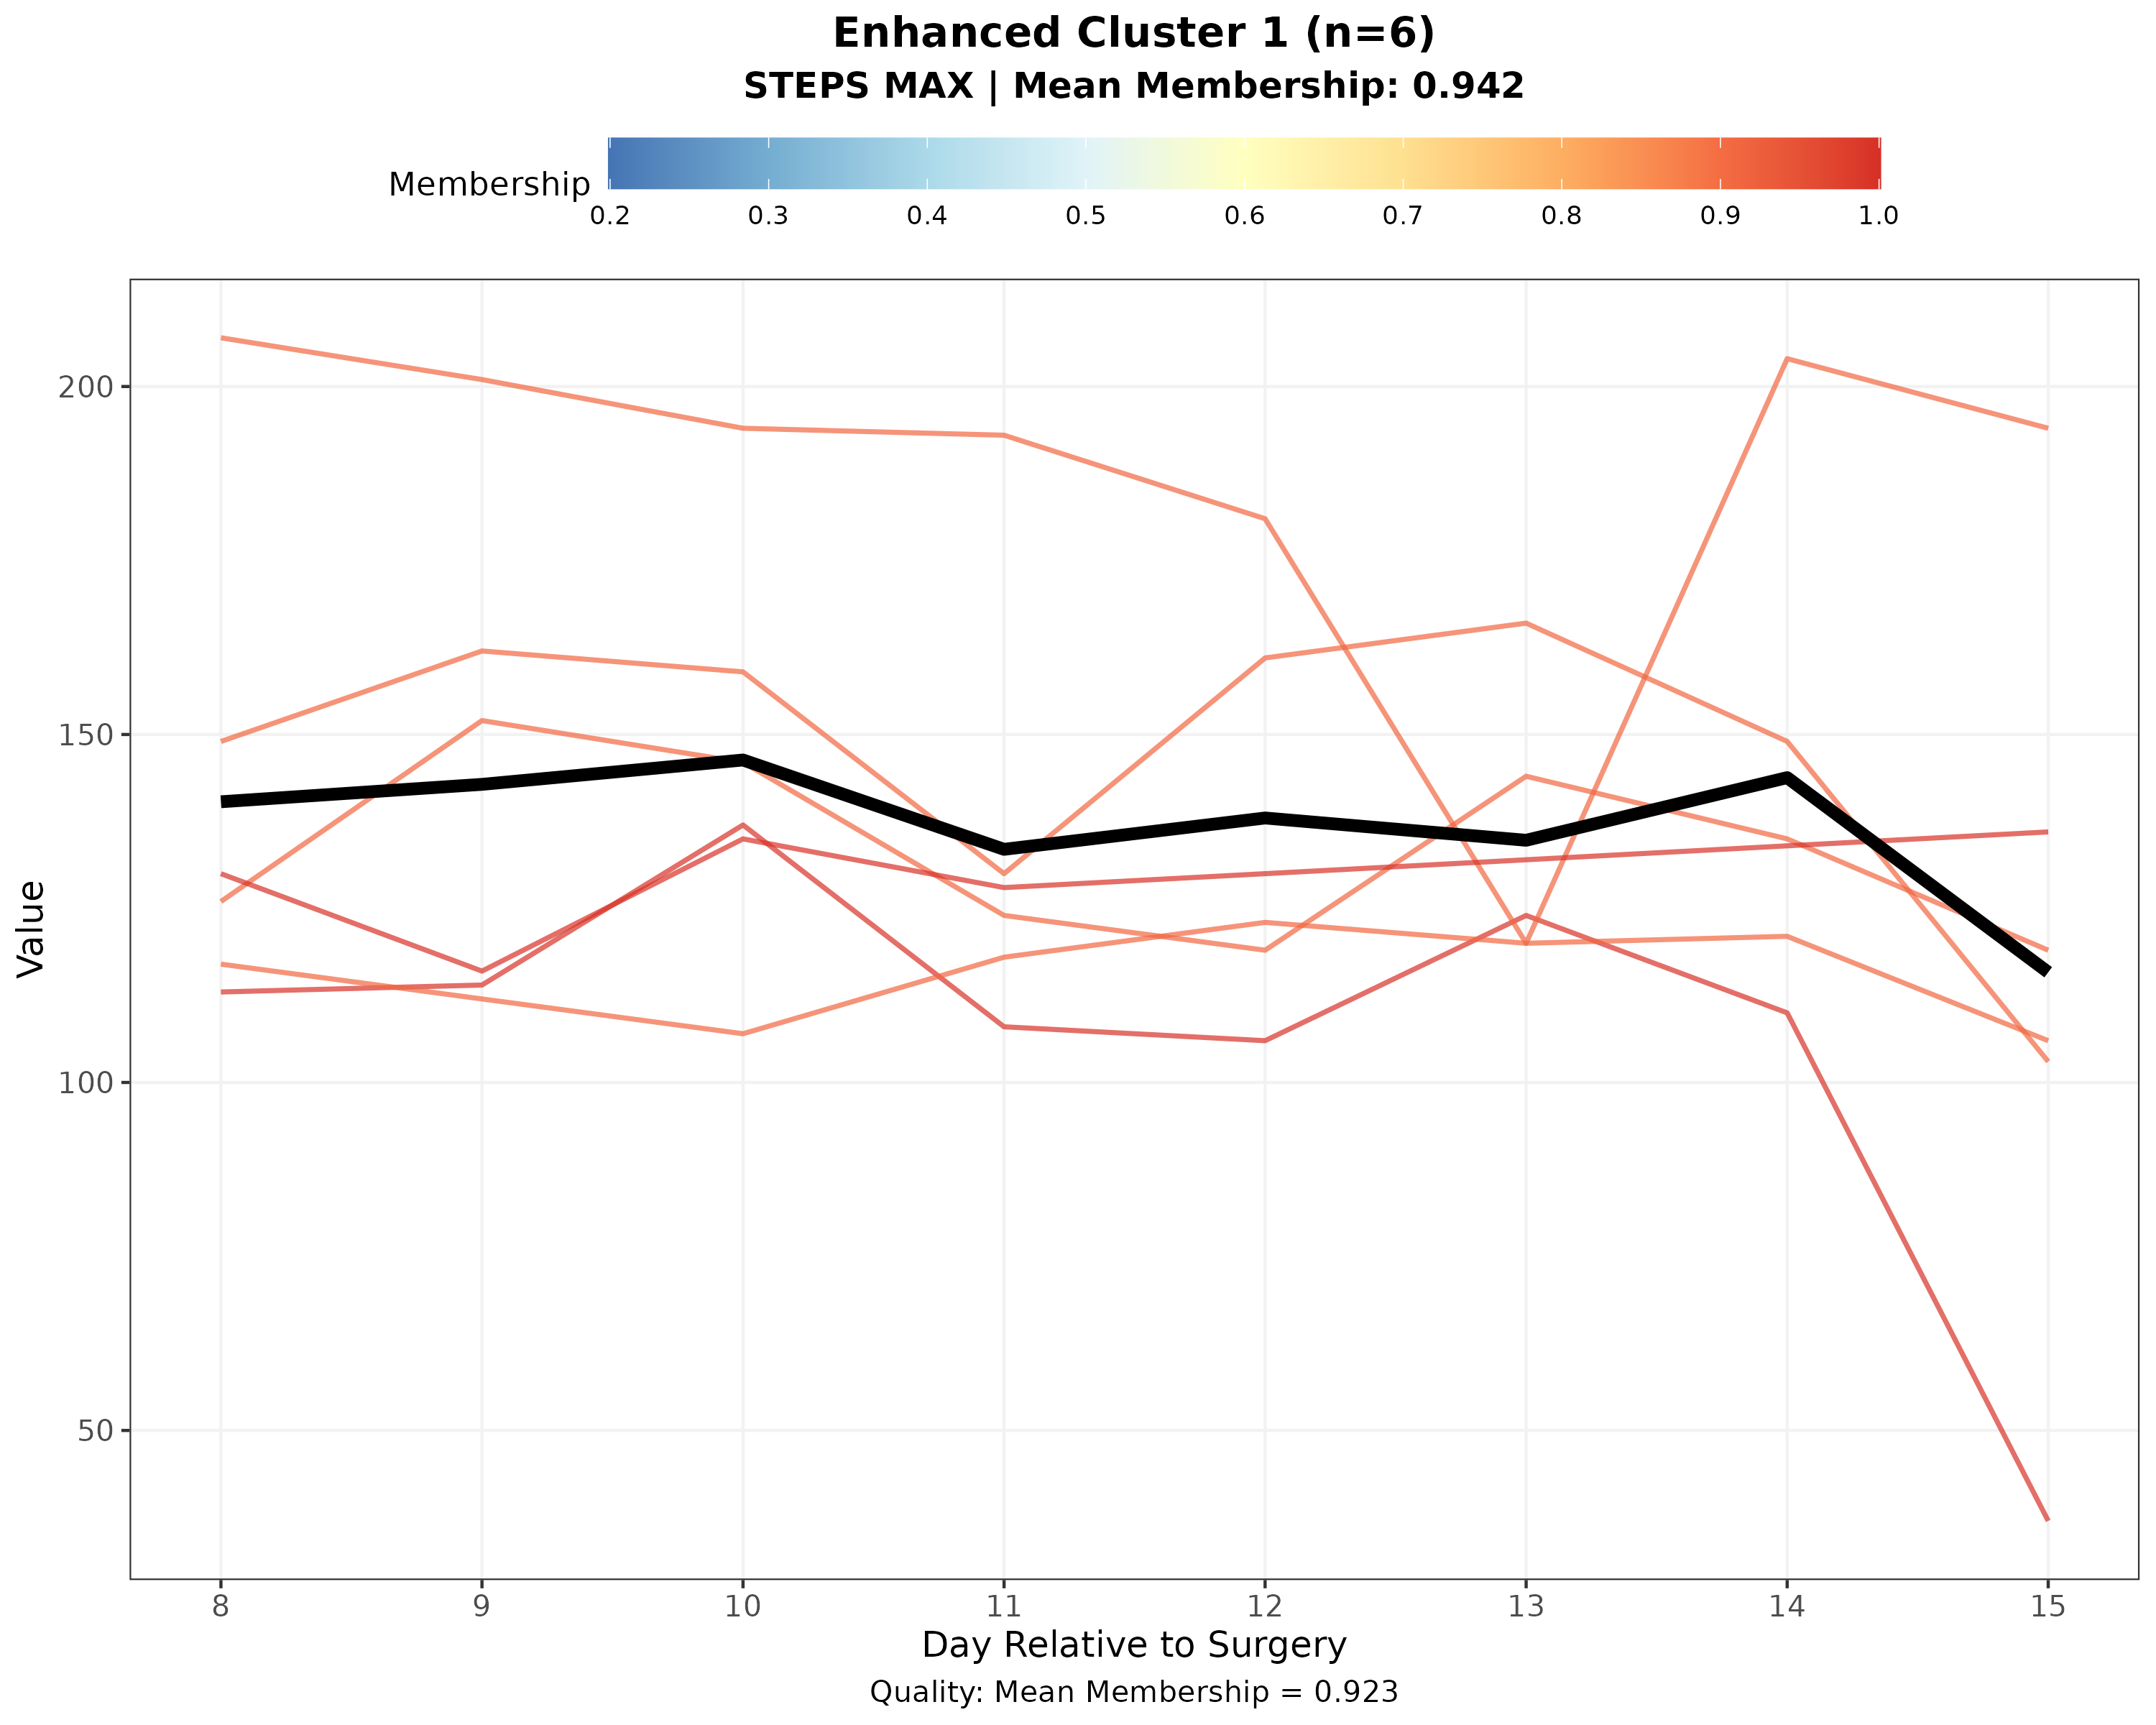 Enhanced Cluster 1 (n=6)
STEPS MAX | Mean Membership: 0.942
Membership
0.2 0.3 0.4 0.5 0.6 0.7 0.8 0.9 1.0
Value
200
150
100
50
8 9 10 11 12 13 14 15
Day Relative to Surgery
Quality: Mean Membership = 0.923